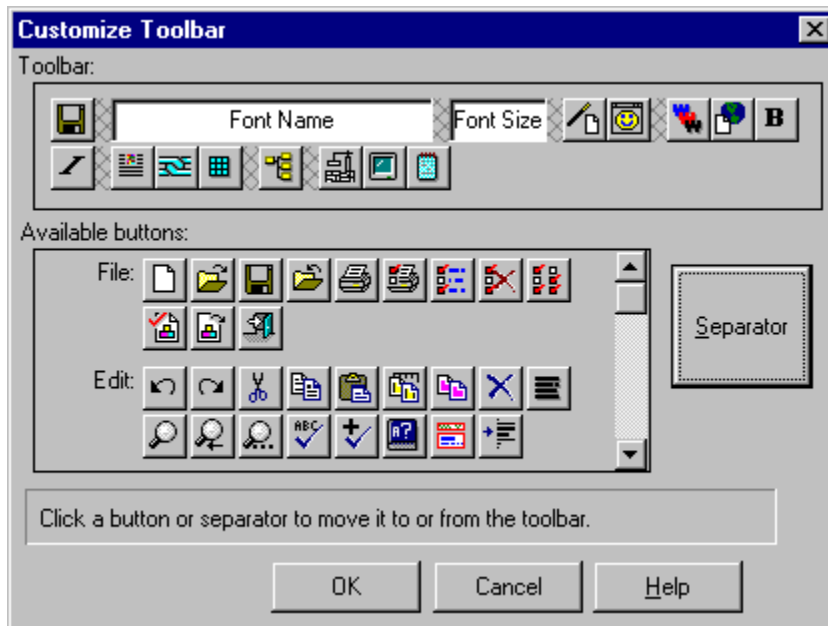 Customize Toolbar
Toolbar:
Font Name
Font Size
B
I
Available buttons:
File:
Separator
Edit:
ABC
A?
Click a button or separator to move it to or from the toolbar.
OK
Cancel
Help